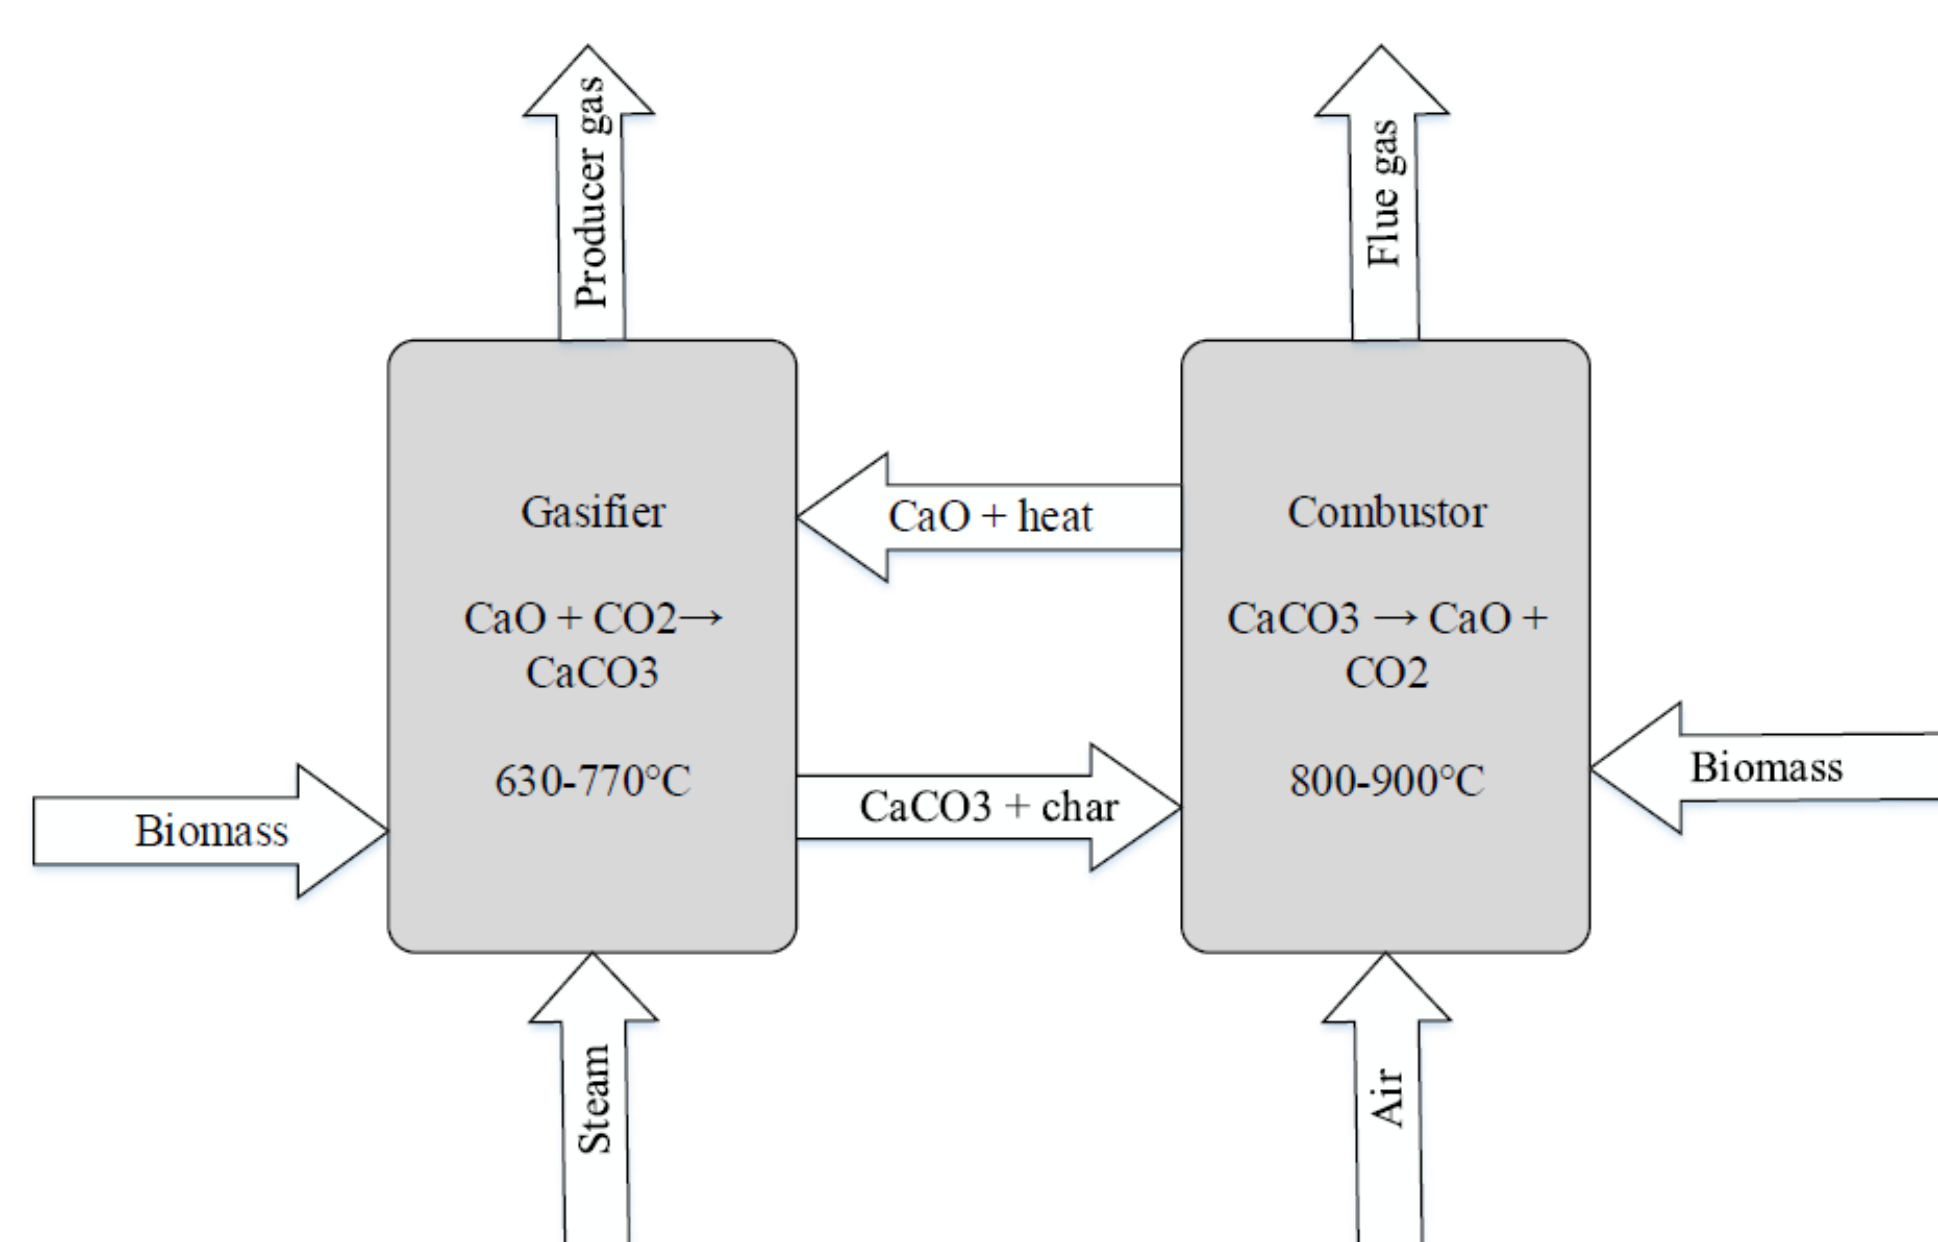 Producer gas
Flue gas
Gasifier
CaO + CO2→
CaCO3
630-770°C
CaO + heat
CaCO3 + char
Combustor
CaCO3 → CaO +
CO2
800-900°C
Biomass
Biomass
Steam
Air